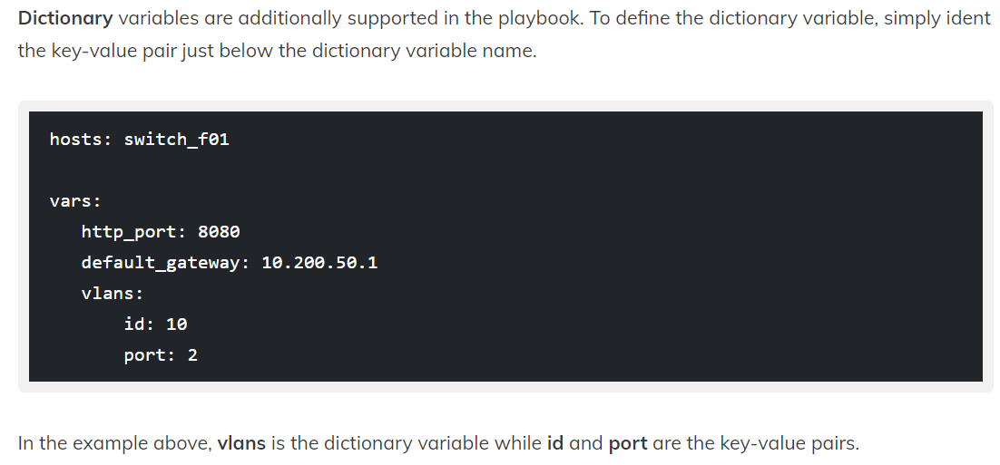 Dictionary variables are additionally supported in the playbook. To define the dictionary variable, simply ident
the key-value pair just below the dictionary variable name.
hosts: switch_f01
vars:
http_port: 8080
default_gateway: 10.200.50.1
vlans:
id: 10
port: 2
In the example above, vlans is the dictionary variable while id and port are the key-value pairs.